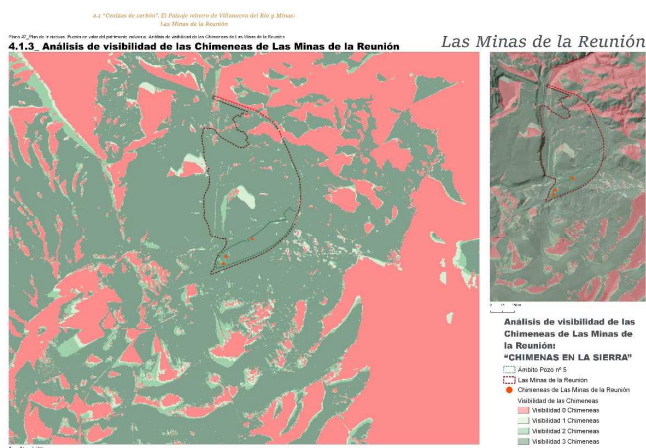 4.1 "Cenizas de carbón". El Paisaje minero de Villanueva del Río y Minas:
Las Minas de la Reunión
4.1.3_ Análisis de visibilidad de las Chimeneas de Las Minas de la Reunión
Las Minas de la Reunión
Análisis de visibilidad de las
Chimeneas de Las Minas de
la Reunión:
"CHIMENAS EN LA SIERRA"
Ámbito Pozo nº 5
Las Minas de la Reunión
Chimeneas de Las Minas de la Reunión
Visibilidad de las Chimeneas
Visibilidad 0 Chimeneas
Visibilidad 1 Chimeneas
Visibilidad 2 Chimeneas
Visibilidad 3 Chimeneas